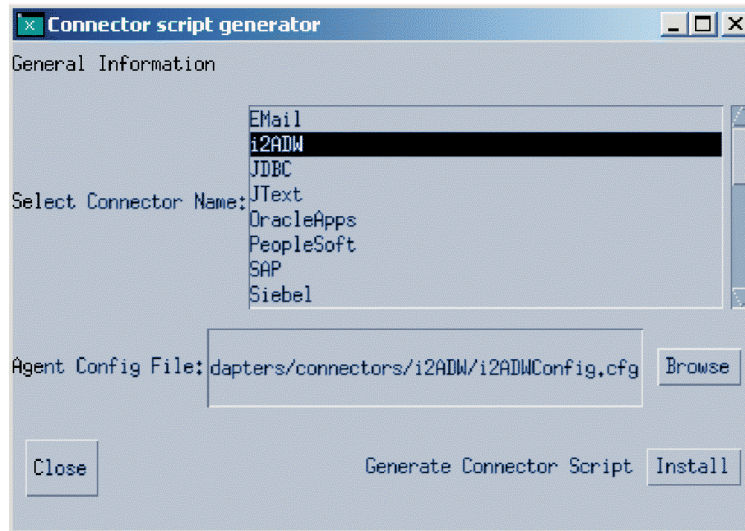 Connector script generator
General Information
Select Connector Name:
EMail
i2ADW
JDBC
JText
OracleApps
PeopleSoft
SAP
Siebel
Agent Config File: dapters/connectors/i2ADW/i2ADWConfig.cfg Browse
Close Generate Connector Script Install